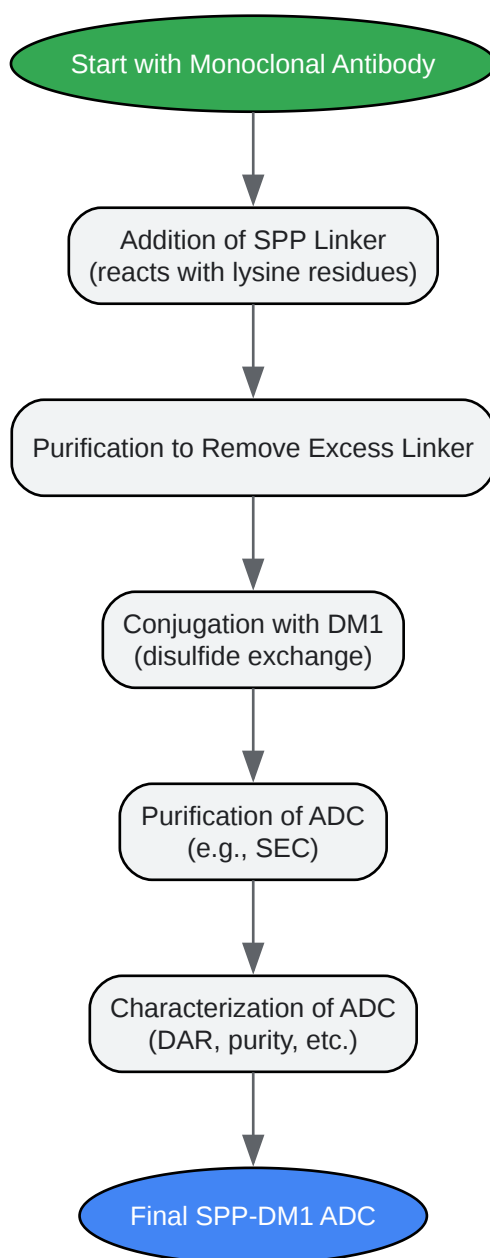 Start with Monoclonal Antibody
Addition of SPP Linker
(reacts with lysine residues)
Purification to Remove Excess Linker
Conjugation with DM1
(disulfide exchange)
Purification of ADC
(e.g., SEC)
Characterization of ADC
(DAR, purity, etc.)
Final SPP-DM1 ADC